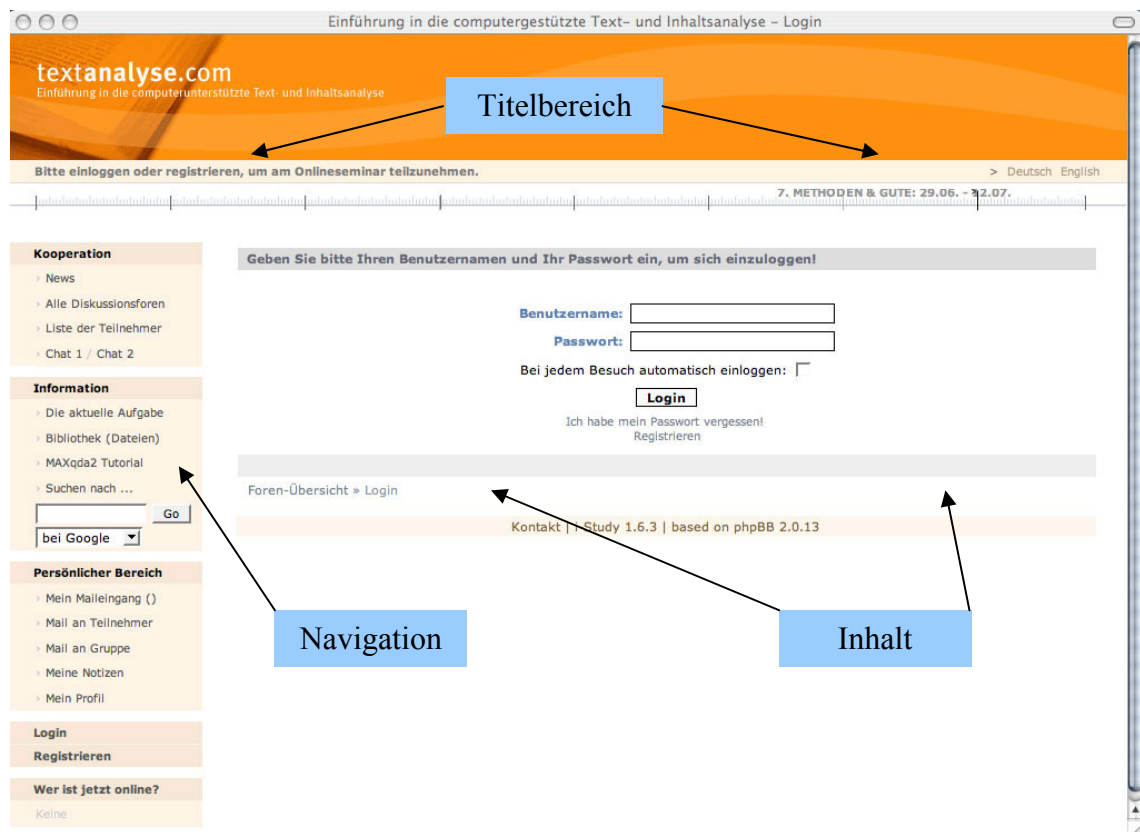 Einführung in die computergestützte Text- und Inhaltsanalyse – Login
textanalyse.com
Einführung in die computerunterstützte Text- und Inhaltsanalyse
Titelbereich
Bitte einloggen oder registrieren, um am Onlineseminar teilzunehmen.
> Deutsch English
7. METHODEN & GUTE: 29.06. - 12.07.
Kooperation
› News
› Alle Diskussionsforen
› Liste der Teilnehmer
› Chat 1 / Chat 2
Information
› Die aktuelle Aufgabe
› Bibliothek (Dateien)
› MAXqda2 Tutorial
› Suchen nach ...
Go
bei Google
Persönlicher Bereich
› Mein Maileingang ()
› Mail an Teilnehmer
› Mail an Gruppe
› Meine Notizen
› Mein Profil
Login
Registrieren
Wer ist jetzt online?
Keine
Geben Sie bitte Ihren Benutzernamen und Ihr Passwort ein, um sich einzuloggen!
Benutzername:
Passwort:
Bei jedem Besuch automatisch einloggen:
Login
Ich habe mein Passwort vergessen!
Registrieren
Foren-Übersicht » Login
Kontakt | i-Study 1.6.3 | based on phpBB 2.0.13
Navigation
Inhalt